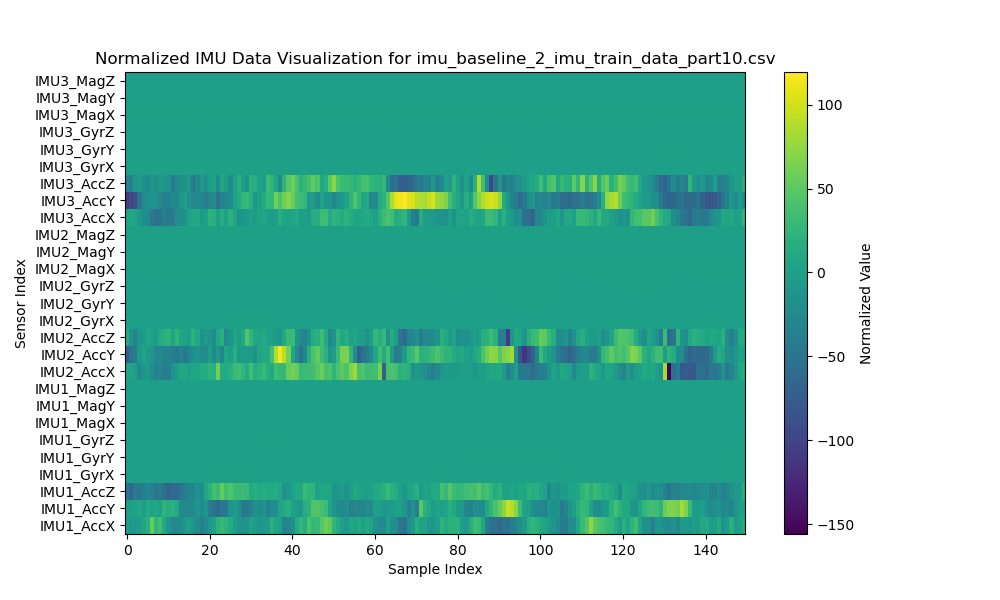 Normalized IMU Data Visualization for imu_baseline_2_imu_train_data_part10.csv
IMU3_MagZ
IMU3_MagY
IMU3_MagX
IMU3_GyrZ
IMU3_GyrY
IMU3_GyrX
IMU3_AccZ
IMU3_AccY
IMU3_AccX
IMU2_MagZ
IMU2_MagY
IMU2_MagX
IMU2_GyrZ
IMU2_GyrY
IMU2_GyrX
IMU2_AccZ
IMU2_AccY
IMU2_AccX
IMU1_MagZ
IMU1_MagY
IMU1_MagX
IMU1_GyrZ
IMU1_GyrY
IMU1_GyrX
IMU1_AccZ
IMU1_AccY
IMU1_AccX
Sensor Index
0 20 40 60 80 100 120 140
Sample Index
100
50
0
−50
−100
−150
Normalized Value